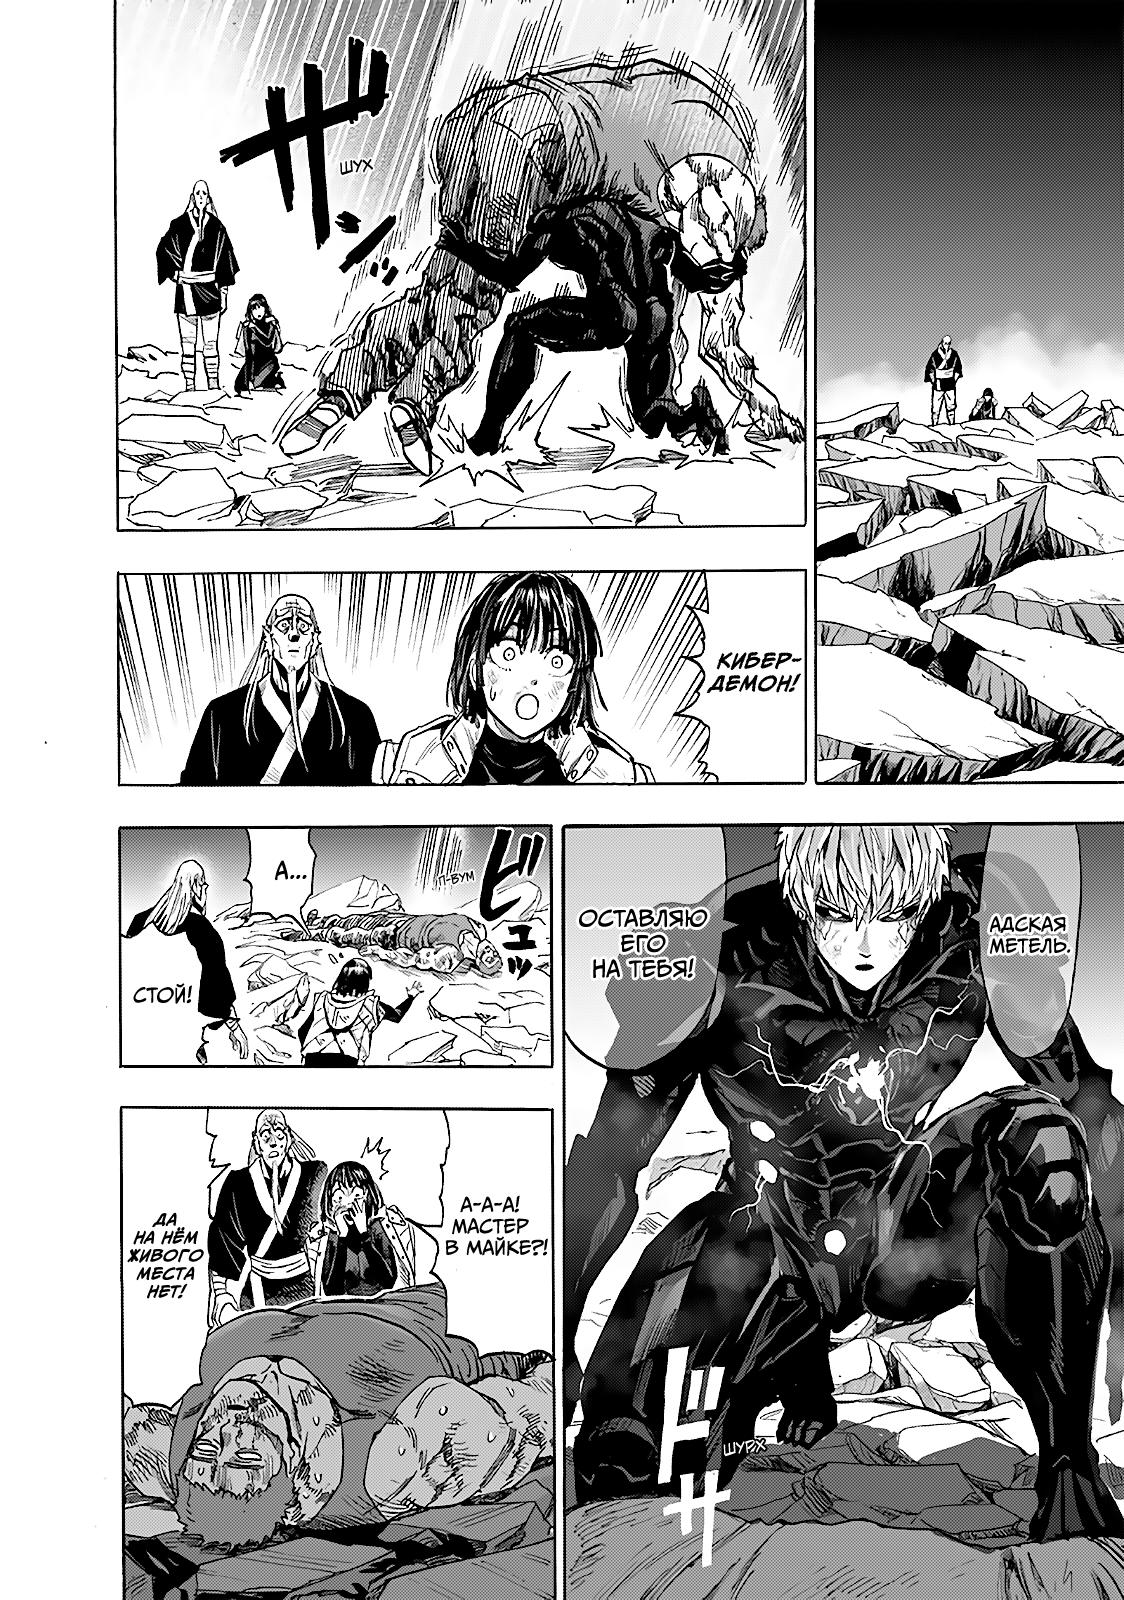 ザ
シッ
ШУХ
КИБЕР-
ДЕМОН!
АДСКАЯ
МЕТЕЛЬ.
ОСТАВЛЯЮ
ЕГО
НА ТЕБЯ!
ドサ
ШУРХ
ビュッ
П-ВУМ
А...
СТОЙ!
А-А-А!
МАСТЕР
В МАЙКЕ?!
ДА
НА НЁМ
ЖИВОГО
МЕСТА
НЕТ!